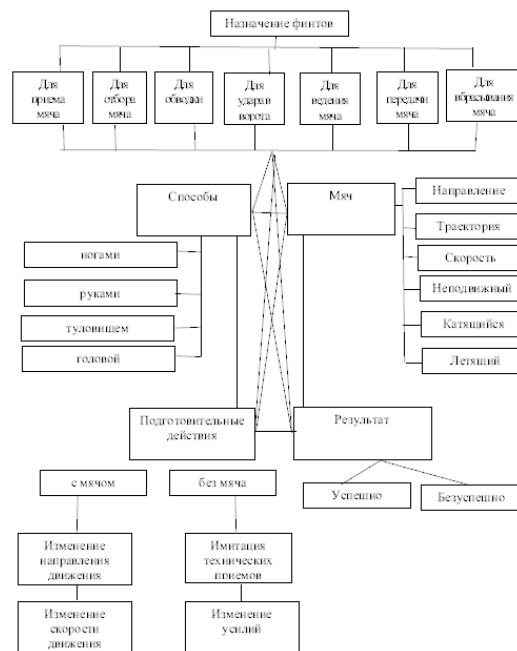 Назначение финтов
Для
приема
мяча
Для
отбора
мяча
Для
обводки
Для
удара в
ворота
Для
ведения
мяча
Для
передачи
мяча
Для
вбрасывания
мяча
Способы
Мяч
Направление
Траектория
Скорость
Неподвижный
Катящийся
Летящий
ногами
руками
туловищем
головой
Подготовительные
действия
Результат
с мячом
без мяча
Успешно
Безуспешно
Изменение
направления
движения
Имитация
технических
приемов
Изменение
скорости
движения
Изменение
усилий